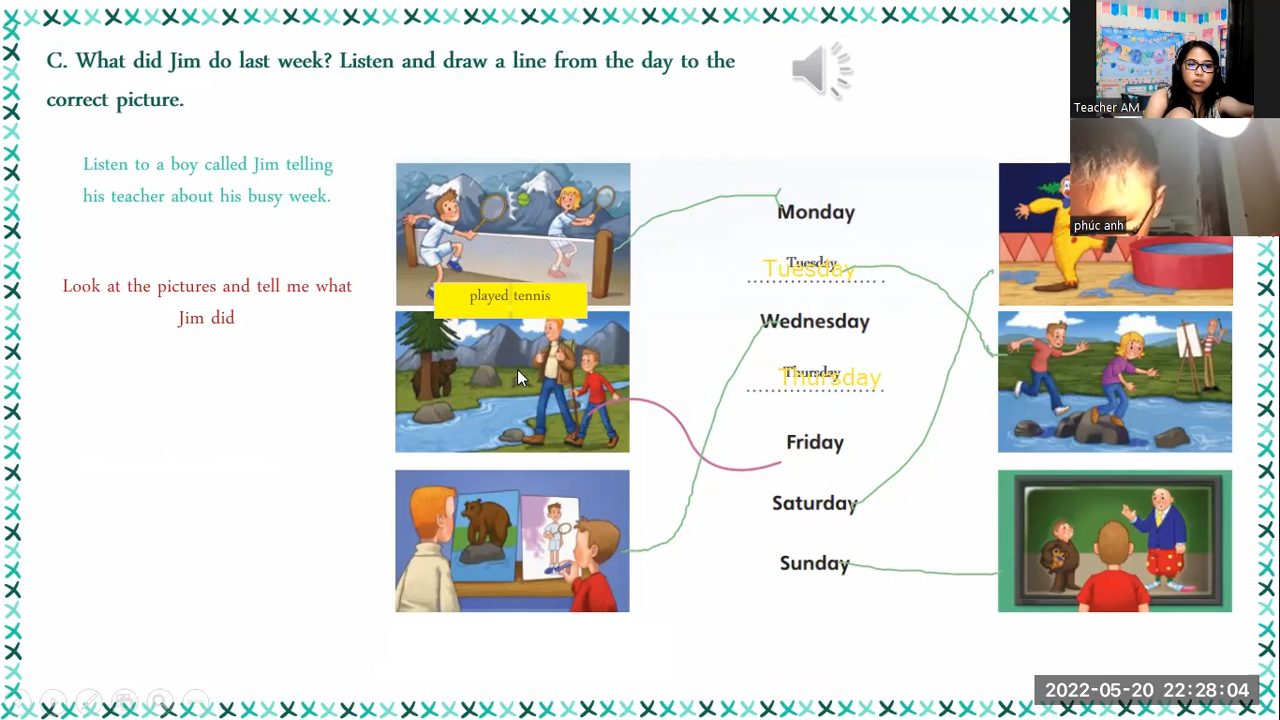 C. What did Jim do last week? Listen and draw a line from the day to the
correct picture.
Listen to a boy called Jim telling
his teacher about his busy week.
Look at the pictures and tell me what
Jim did
played tennis
Monday
Tuesday
Tuesday
Wednesday
Thursday
Thursday
Friday
Saturday
Sunday
Teacher AM
phúc anh
2022-05-20 22:28:04